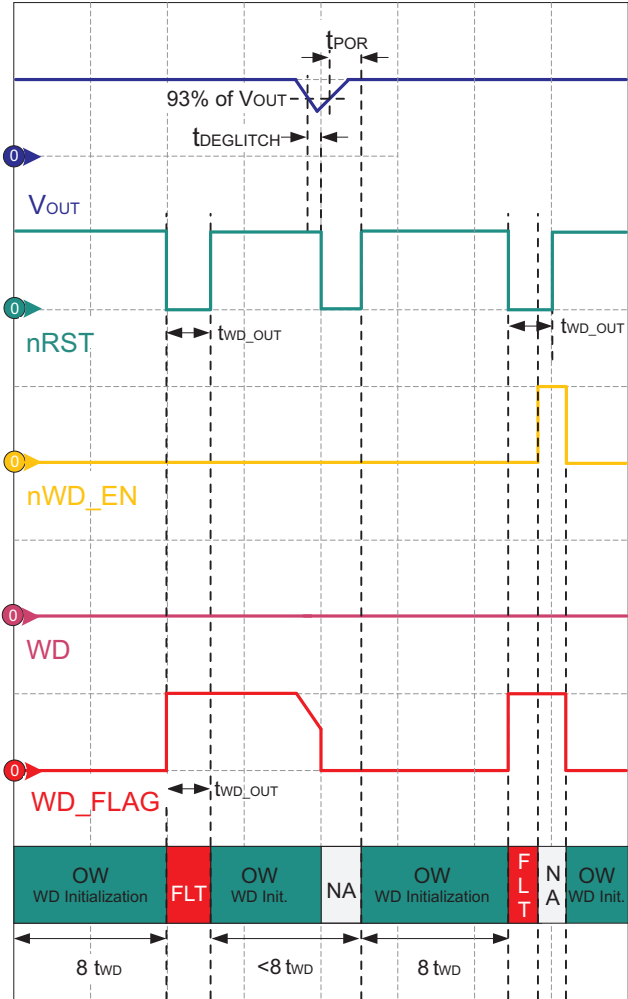 tPOR
93% of VOUT
tDEGLITCH
0
VOUT
0
nRST
tWD_OUT
tWD_OUT
0
nWD_EN
0
WD
0
WD_FLAG
tWD_OUT
OW
WD Initialization
FLT
OW
WD Init.
NA
OW
WD Initialization
F
L
T
N
A
OW
WD Init.
8 tWD
<8 tWD
8 tWD